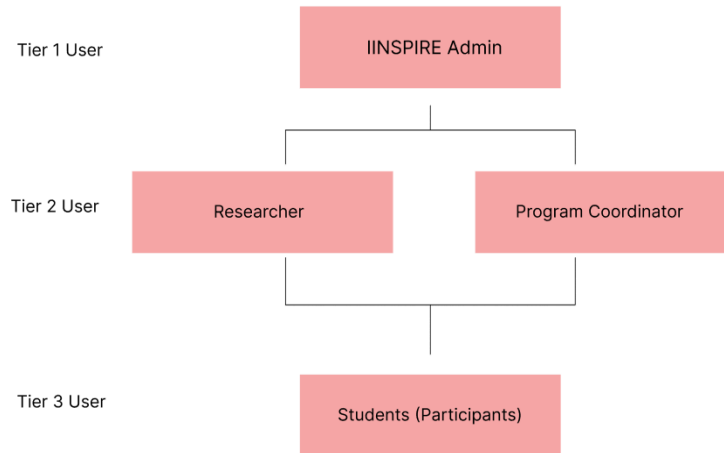 Tier 1 User
IINSPIRE Admin
Tier 2 User
Researcher
Program Coordinator
Tier 3 User
Students (Participants)